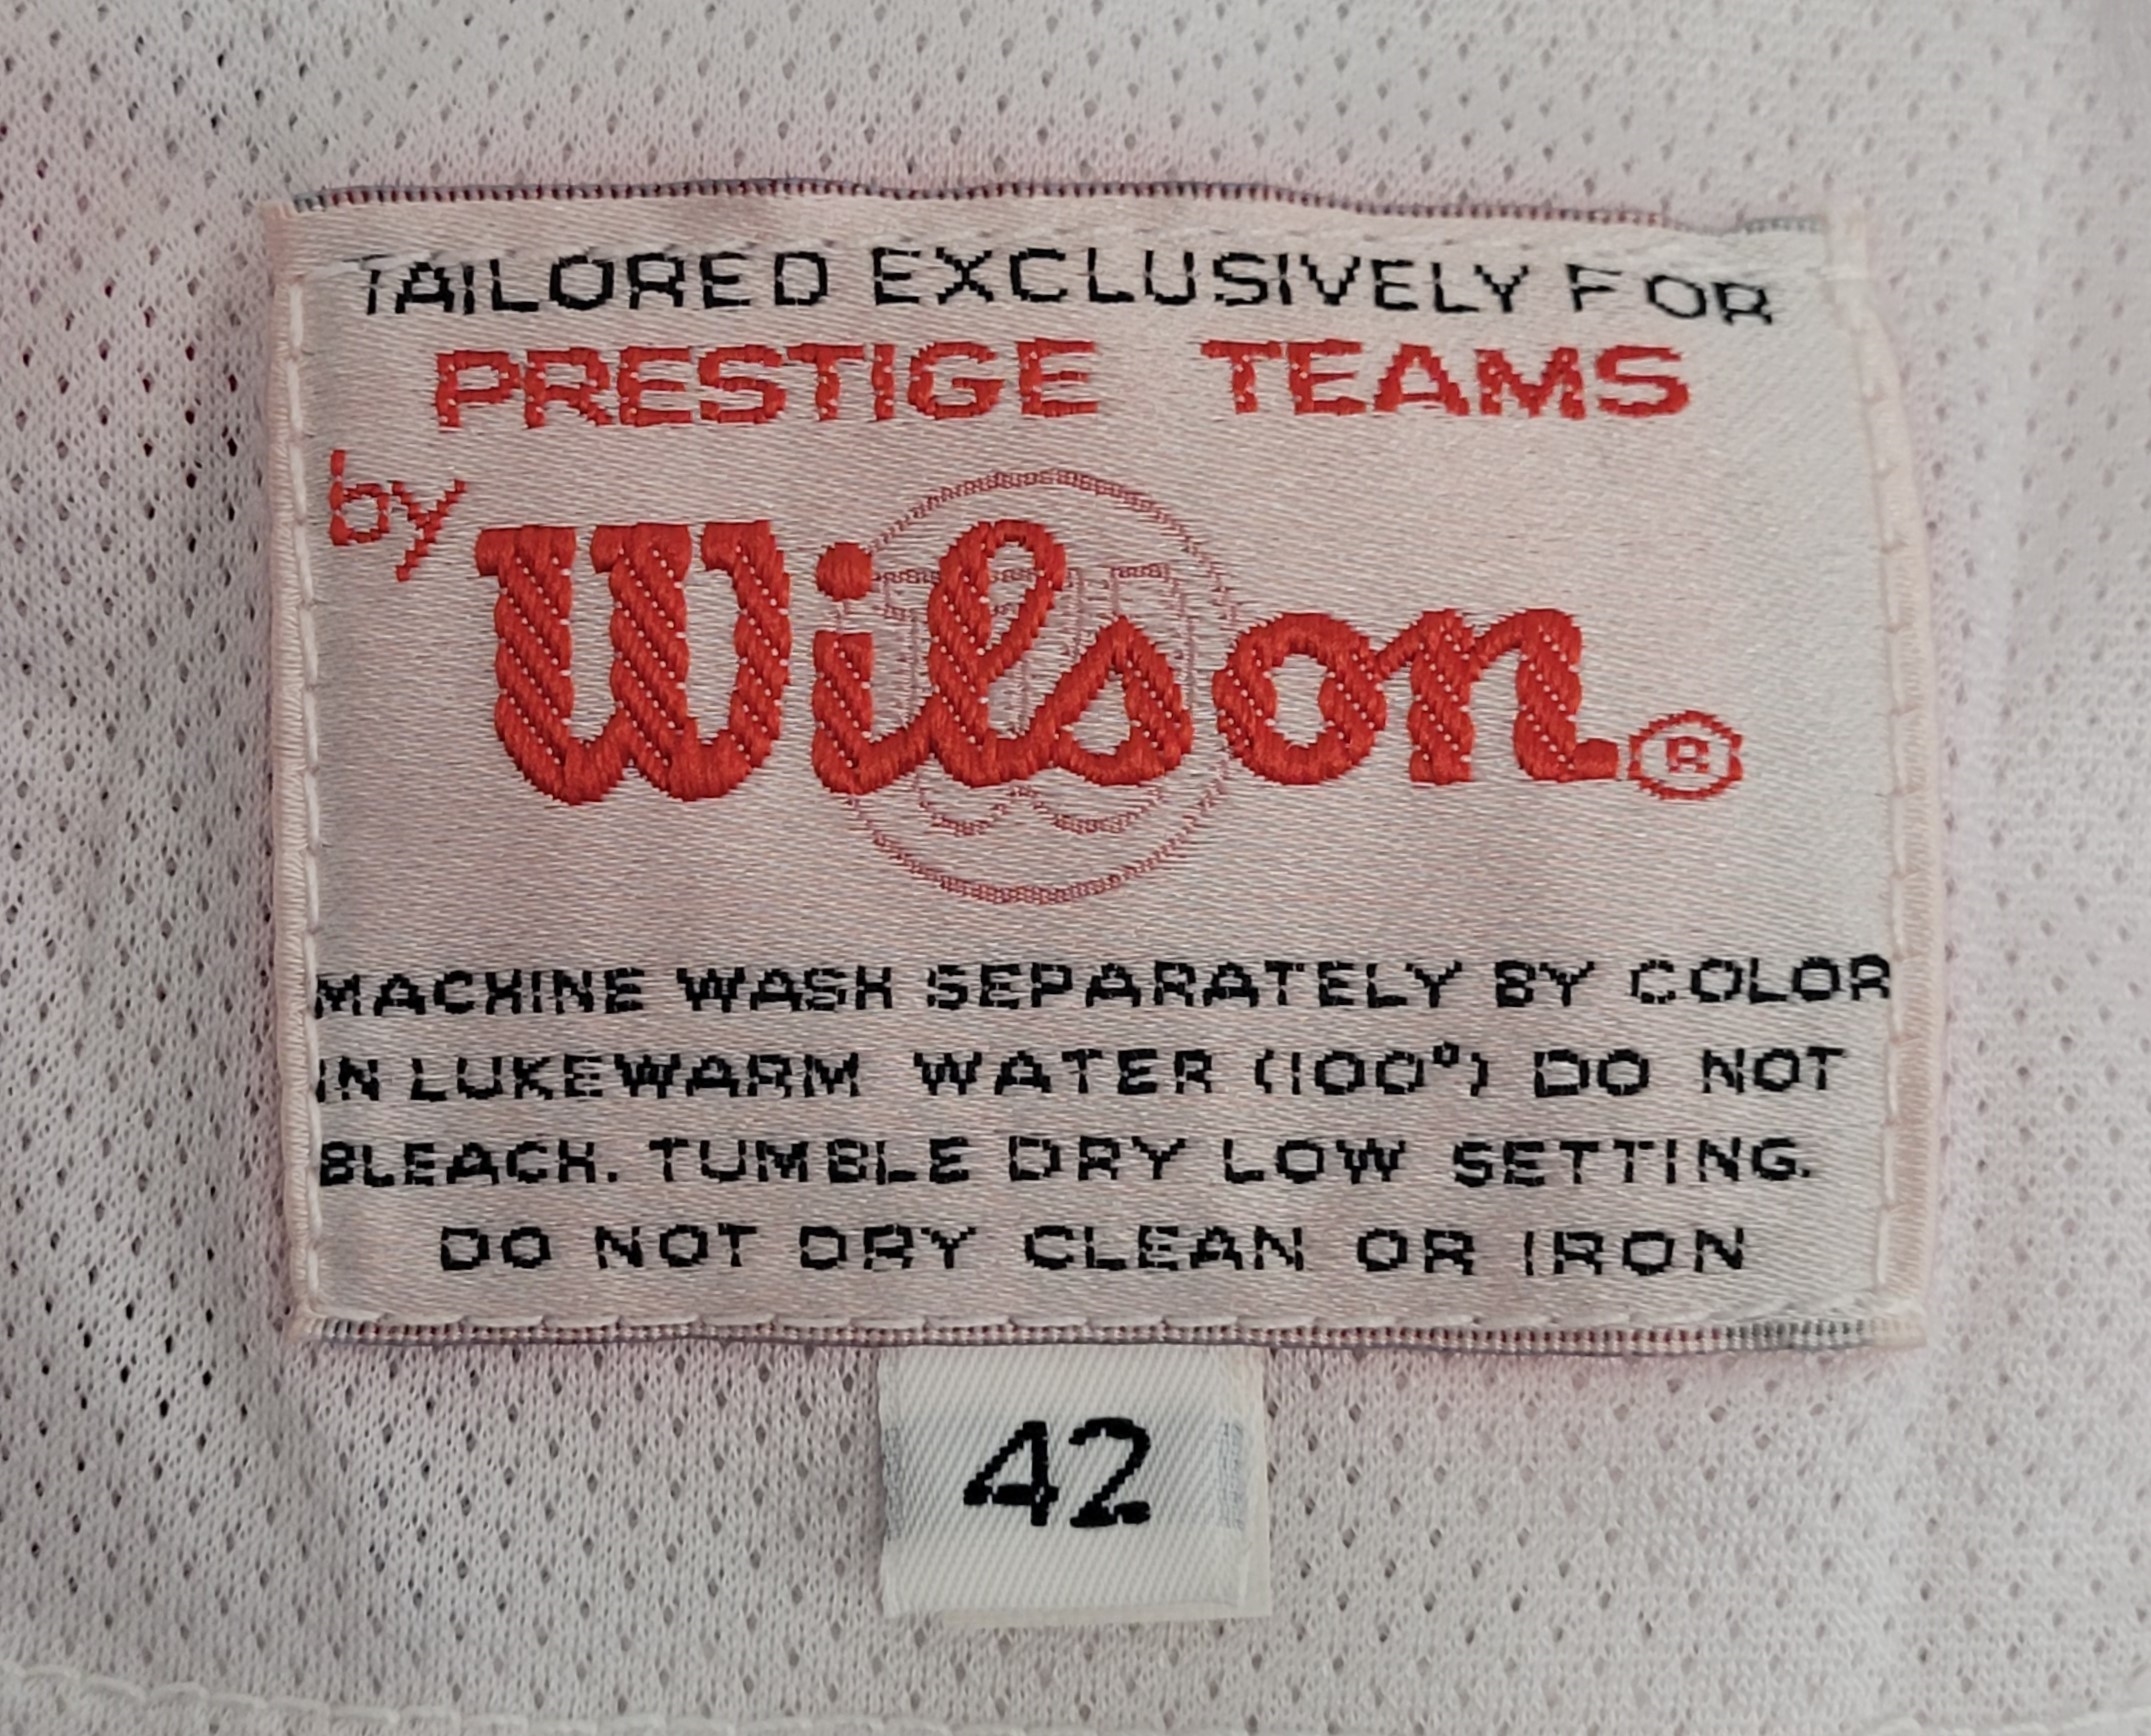 TAILORED EXCLUSIVELY FOR
PRESTIGE TEAMS
by
Wilson®
MACHINE WASH SEPARATELY BY COLOR
IN LUKEWARM WATER (100°) DO NOT
BLEACH. TUMBLE DRY LOW SETTING.
DO NOT DRY CLEAN OR IRON
42